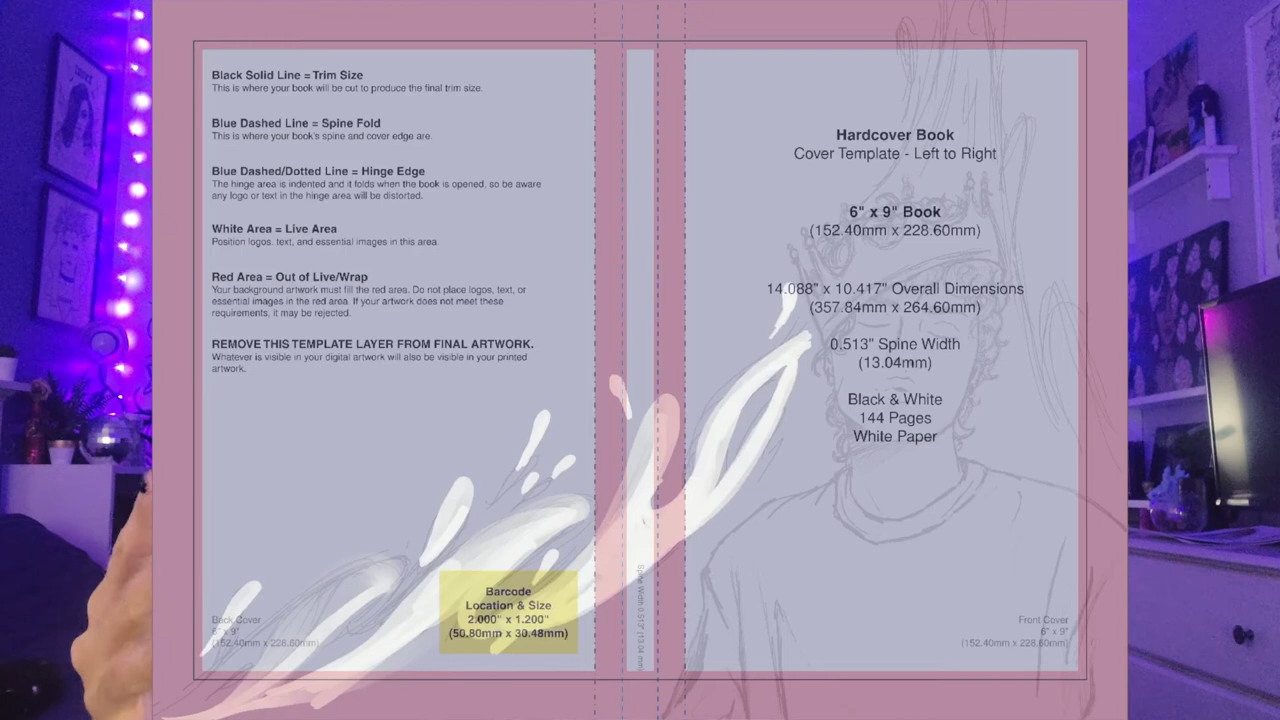 Black Solid Line = Trim Size
This is where your book will be cut to produce the final trim size.
Blue Dashed Line = Spine Fold
This is where your book's spine and cover edge are.
Blue Dashed/Dotted Line = Hinge Edge
The hinge area is indented and it folds when the book is opened, so be aware
any logo or text in the hinge area will be distorted.
White Area = Live Area
Position logos, text, and essential images in this area.
Red Area = Out of Live/Wrap
Your background artwork must fill the red area. Do not place logos, text, or
essential images in the red area. If your artwork does not meet these
requirements, it may be rejected.
REMOVE THIS TEMPLATE LAYER FROM FINAL ARTWORK.
Whatever is visible in your digital artwork will also be visible in your printed
artwork.
Back Cover
6" x 9"
(152.40mm x 228.60mm)
Barcode
Location & Size
2.000" x 1.200"
(50.80mm x 30.48mm)
Spine Width 0.513" (13.04 mm)
Hardcover Book
Cover Template - Left to Right
6" x 9" Book
(152.40mm x 228.60mm)
14.088" x 10.417" Overall Dimensions
(357.84mm x 264.60mm)
0.513" Spine Width
(13.04mm)
Black & White
144 Pages
White Paper
Front Cover
6" x 9"
(152.40mm x 228.60mm)